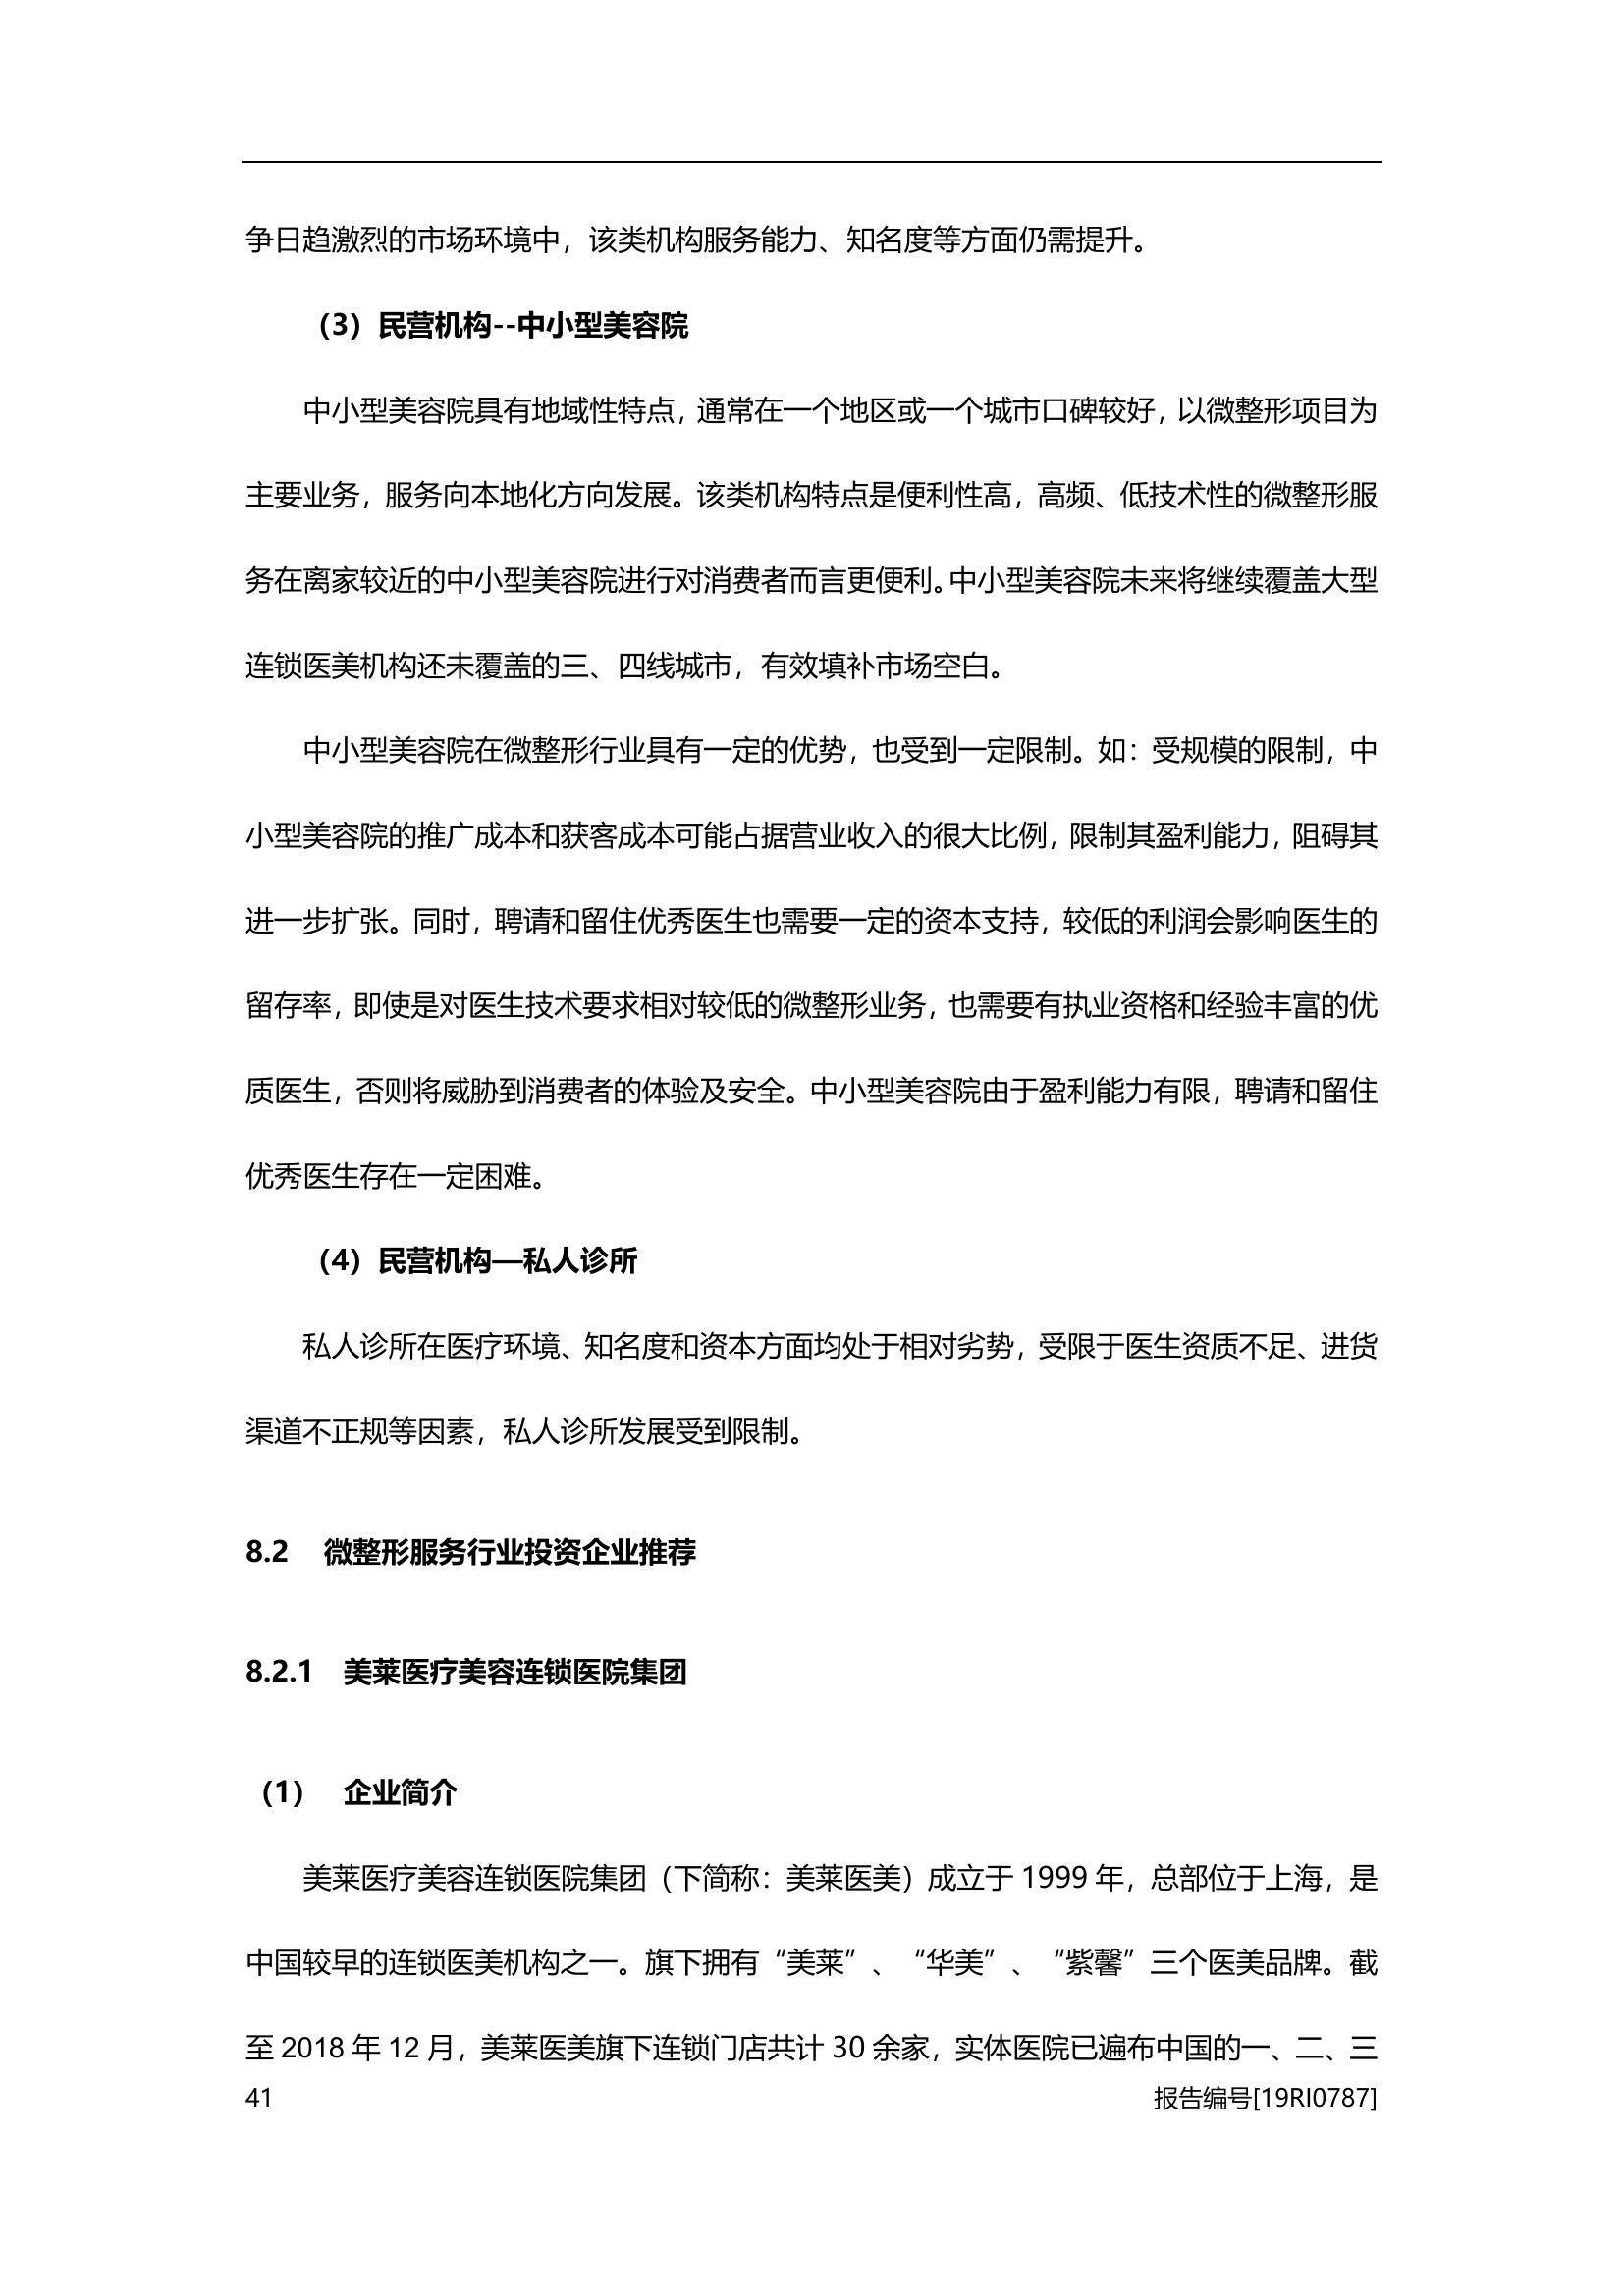 争日趋激烈的市场环境中，该类机构服务能力、知名度等方面仍需提升。
（3）民营机构--中小型美容院
中小型美容院具有地域性特点，通常在一个地区或一个城市口碑较好，以微整形项目为
主要业务，服务向本地化方向发展。该类机构特点是便利性高，高频、低技术性的微整形服
务在离家较近的中小型美容院进行对消费者而言更便利。中小型美容院未来将继续覆盖大型
连锁医美机构还未覆盖的三、四线城市，有效填补市场空白。
中小型美容院在微整形行业具有一定的优势，也受到一定限制。如：受规模的限制，中
小型美容院的推广成本和获客成本可能占据营业收入的很大比例，限制其盈利能力，阻碍其
进一步扩张。同时，聘请和留住优秀医生也需要一定的资本支持，较低的利润会影响医生的
留存率，即使是对医生技术要求相对较低的微整形业务，也需要有执业资格和经验丰富的优
质医生，否则将威胁到消费者的体验及安全。中小型美容院由于盈利能力有限，聘请和留住
优秀医生存在一定困难。
（4）民营机构—私人诊所
私人诊所在医疗环境、知名度和资本方面均处于相对劣势，受限于医生资质不足、进货
渠道不正规等因素，私人诊所发展受到限制。
8.2 微整形服务行业投资企业推荐
8.2.1 美莱医疗美容连锁医院集团
（1） 企业简介
美莱医疗美容连锁医院集团（下简称：美莱医美）成立于 1999 年，总部位于上海，是
中国较早的连锁医美机构之一。旗下拥有“美莱”、“华美”、“紫馨”三个医美品牌。截
至 2018 年 12 月，美莱医美旗下连锁门店共计 30 余家，实体医院已遍布中国的一、二、三
41 报告编号[19RI0787]